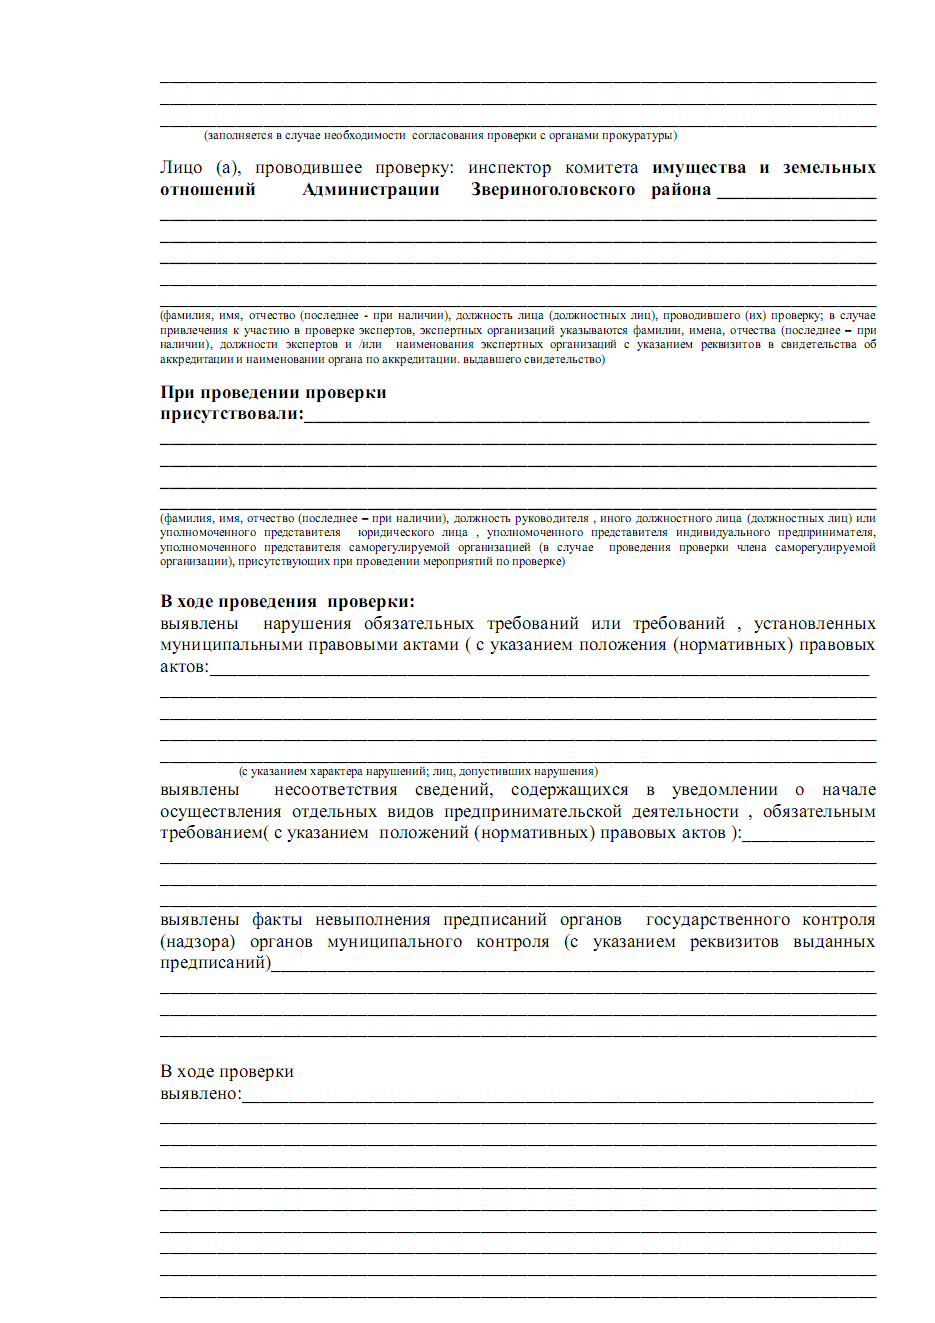 (заполняется в случае необходимости согласования проверки с органами прокуратуры)
Лицо (а), проводившее проверку: инспектор комитета имущества и земельных
отношений Администрации Звериноголовского района ________________
(фамилия, имя, отчество (последнее - при наличии), должность лица (должностных лиц), проводившего (их) проверку; в случае
привлечения к участию в проверке экспертов, экспертных организаций указываются фамилии, имена, отчества (последнее – при
наличии), должности экспертов и /или наименования экспертных организаций с указанием реквизитов в свидетельства об
аккредитации и наименовании органа по аккредитации. выдавшего свидетельство)
При проведении проверки
присутствовали:________________
(фамилия, имя, отчество (последнее – при наличии), должность руководителя , иного должностного лица (должностных лиц) или
уполномоченного представителя юридического лица , уполномоченного представителя индивидуального предпринимателя,
уполномоченного представителя саморегулируемой организацией (в случае проведения проверки члена саморегулируемой
организации), присутствующих при проведении мероприятий по проверке)
В ходе проведения проверки:
выявлены нарушения обязательных требований или требований , установленных
муниципальными правовыми актами ( с указанием положения (нормативных) правовых
актов:________________
(с указанием характера нарушений; лиц, допустивших нарушения)
выявлены несоответствия сведений, содержащихся в уведомлении о начале
осуществления отдельных видов предпринимательской деятельности , обязательным
требованием( с указанием положений (нормативных) правовых актов ):______________
выявлены факты невыполнения предписаний органов государственного контроля
(надзора) органов муниципального контроля (с указанием реквизитов выданных
предписаний)________________
В ходе проверки
выявлено:________________